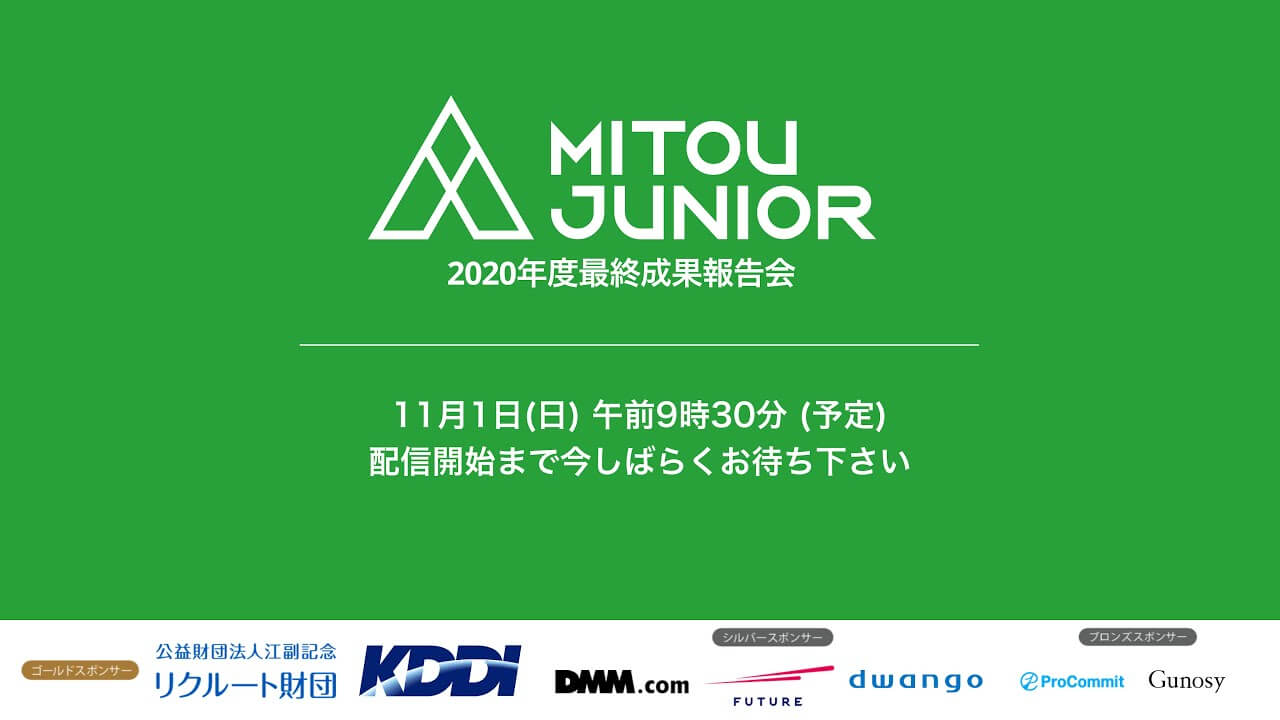 MITOU
JUNIOR
2020年度最終成果報告会
11月1日(日) 午前9時30分 (予定)
配信開始まで今しばらくお待ち下さい
ゴールドスポンサー
公益財団法人江副記念
リクルート財団
KDDI
シルバースポンサー
DMM.com
FUTURE
dwango
ブロンズスポンサー
ProCommit
Gunosy